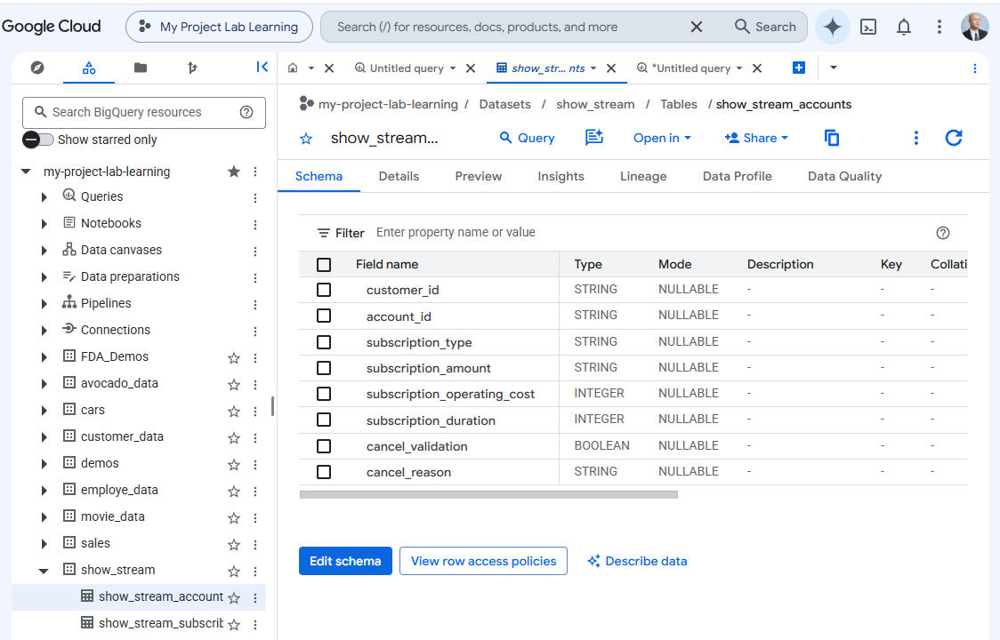 Google Cloud
My Project Lab Learning
Search (/) for resources, docs, products, and more
Search
Untitled query
show_str... nts
*Untitled query
Search BigQuery resources
Show starred only
my-project-lab-learning
Queries
Notebooks
Data canvases
Data preparations
Pipelines
Connections
FDA_Demos
avocado_data
cars
customer_data
demos
employe_data
movie_data
sales
show_stream
show_stream_account
show_stream_subscrib
my-project-lab-learning / Datasets / show_stream / Tables / show_stream_accounts
show_stream... Query Open in Share
Schema Details Preview Insights Lineage Data Profile Data Quality
Filter Enter property name or value
Field name Type Mode Description Key Collati
customer_id STRING NULLABLE - - -
account_id STRING NULLABLE - - -
subscription_type STRING NULLABLE - - -
subscription_amount STRING NULLABLE - - -
subscription_operating_cost INTEGER NULLABLE - - -
subscription_duration INTEGER NULLABLE - - -
cancel_validation BOOLEAN NULLABLE - - -
cancel_reason STRING NULLABLE - - -
Edit schema View row access policies Describe data